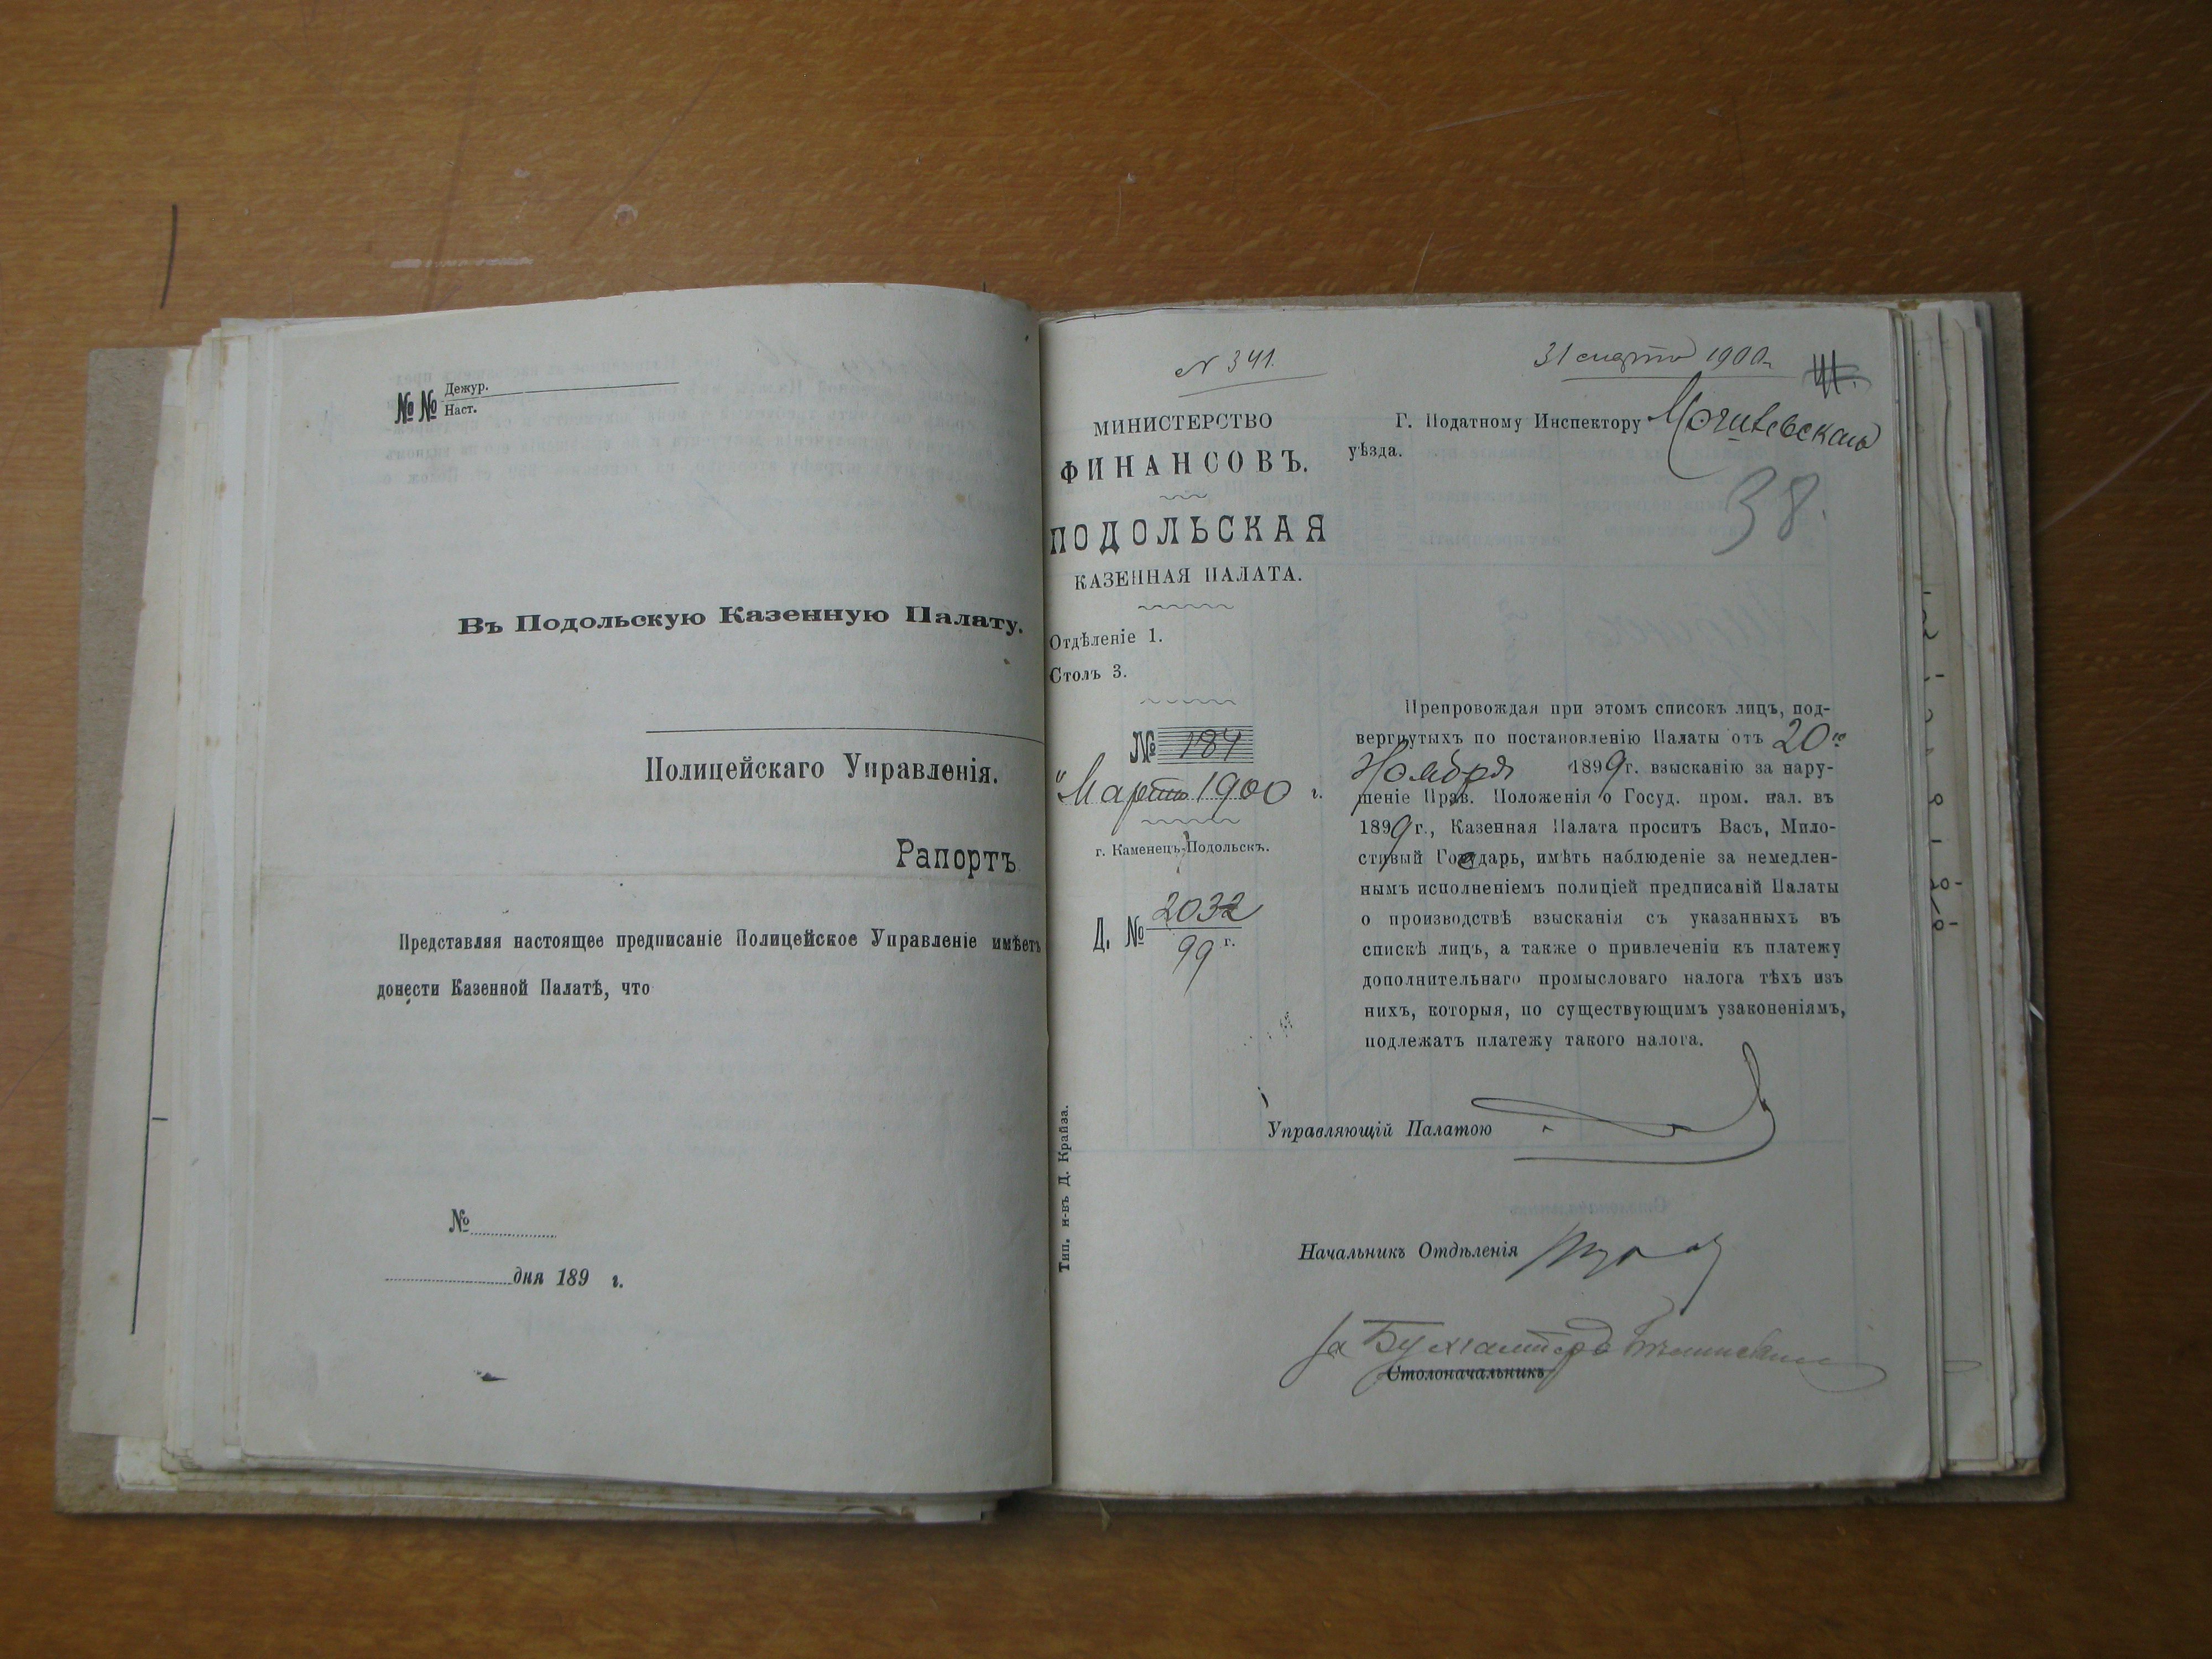 № № Дежур.
Наст.
Въ Подольскую Казенную Палату.
Полицейскаго Управленія.
Рапортъ
Представляя настоящее предписаніе Полицейское Управленіе имѣетъ
донести Казенной Палатѣ, что
№
дня 189 г.
N 341.
31 марта 1900 г.
МИНИСТЕРСТВО
ФИНАНСОВЪ.
ПОДОЛЬСКАЯ
КАЗЕННАЯ ПАЛАТА.
Отдѣленіе 1.
Столъ 3.
№ 184
" Марта 1900 г.
г. Каменецъ-Подольскъ.
Д. № 2032
99 г.
Тип. н-въ Д. Крайза.
Г. Податному Инспектору Могилевскаго
уѣзда.
38.
Препровождая при этомъ списокъ лицъ, под-
вергнутыхъ по постановленію Палаты отъ 20го
Ноября 1899 г. взысканію за нару-
шеніе Прав. Положенія о Госуд. пром. нал. въ
1899 г., Казенная Палата проситъ Васъ, Мило-
стивый Государь, имѣть наблюденіе за немедлен-
нымъ исполненіемъ полиціей предписаній Палаты
о производствѣ взысканія съ указанныхъ въ
спискѣ лицъ, а также о привлеченіи къ платежу
дополнительнаго промысловаго налога тѣхъ изъ
нихъ, которыя, по существующимъ узаконеніямъ,
подлежатъ платежу такого налога.
Управляющій Палатою
Начальникъ Отдѣленія
За Бухгалтера
Столоначальникъ